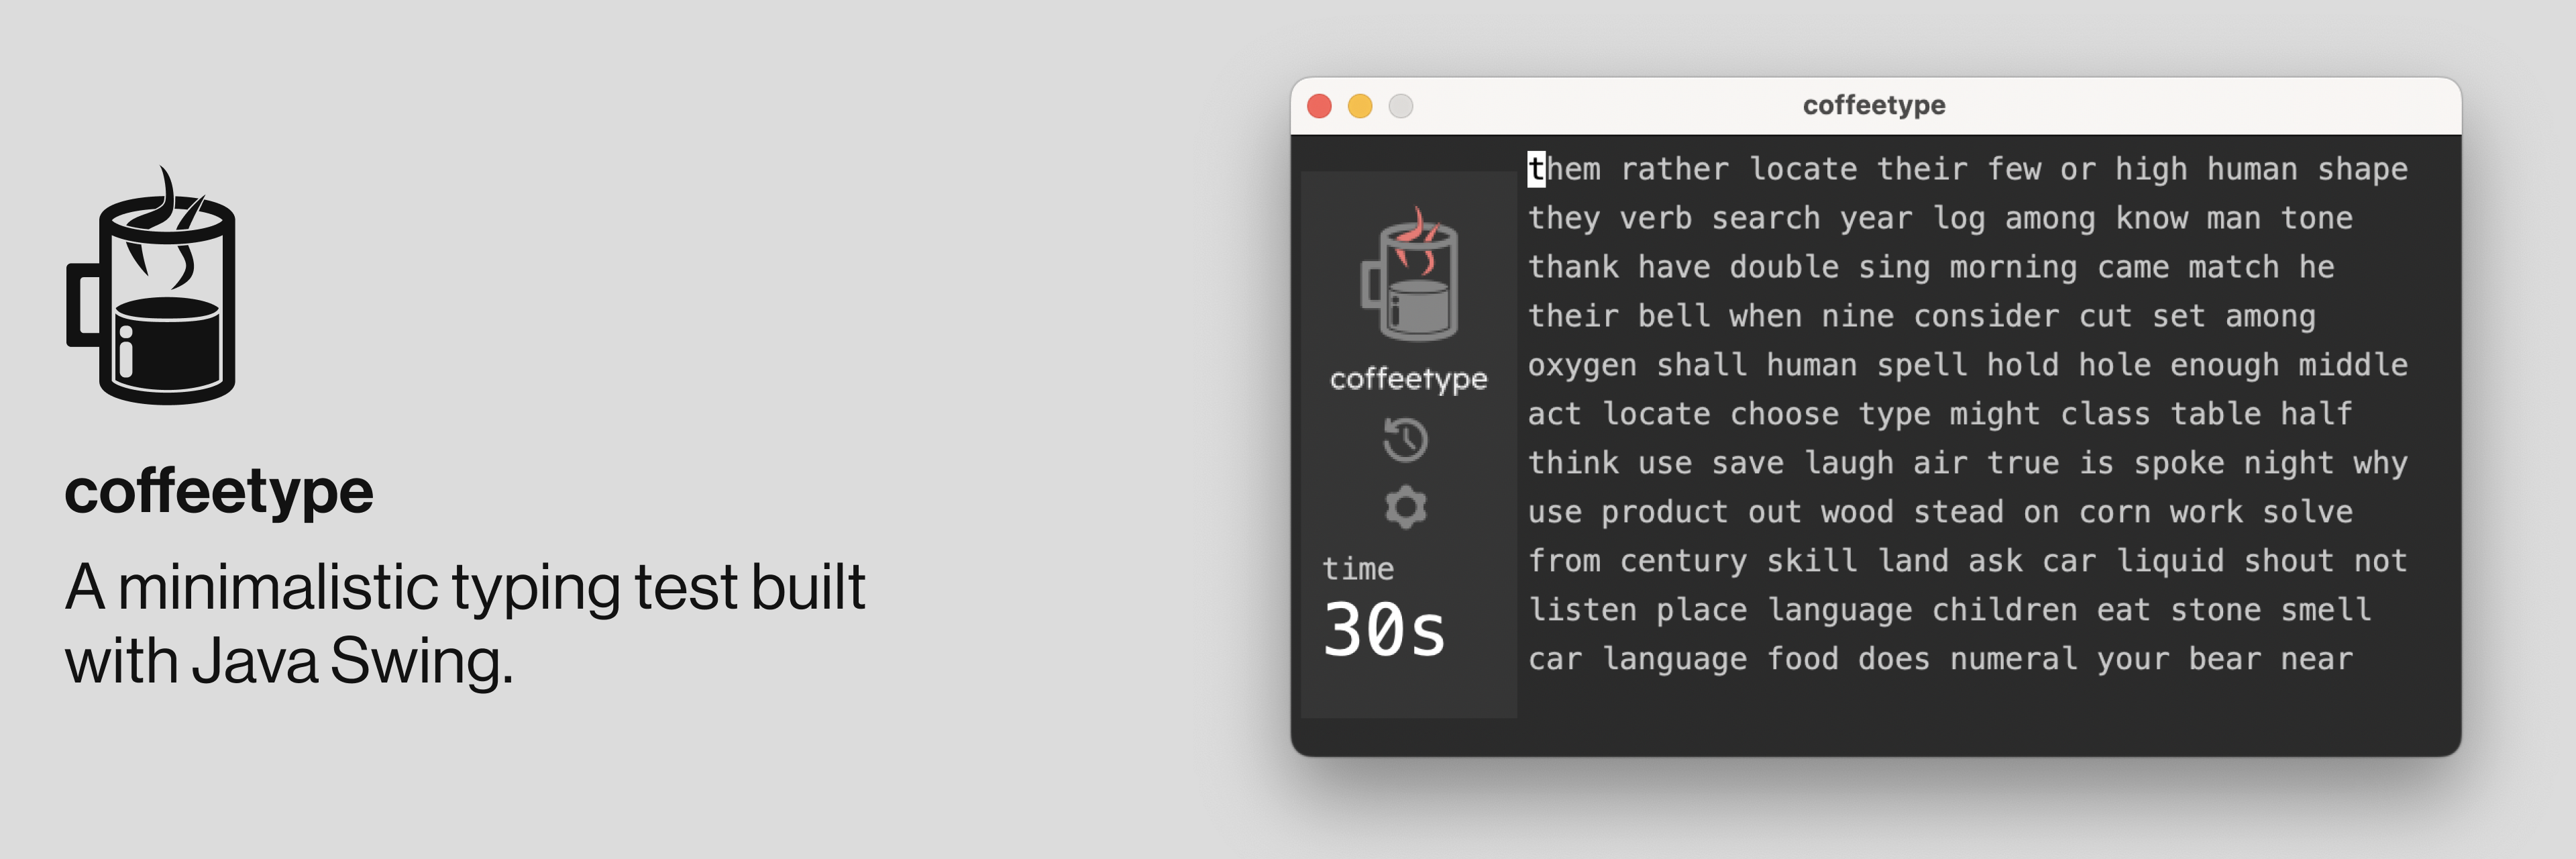 coffeetype
A minimalistic typing test built
with Java Swing.
coffeetype
coffeetype
time
30s
them rather locate their few or high human shape
they verb search year log among know man tone
thank have double sing morning came match he
their bell when nine consider cut set among
oxygen shall human spell hold hole enough middle
act locate choose type might class table half
think use save laugh air true is spoke night why
use product out wood stead on corn work solve
from century skill land ask car liquid shout not
listen place language children eat stone smell
car language food does numeral your bear near